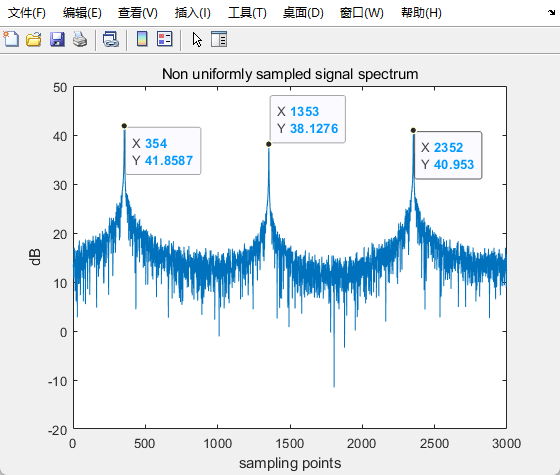 文件(F) 编辑(E) 查看(V) 插入(I) 工具(T) 桌面(D) 窗口(W) 帮助(H)
Non uniformly sampled signal spectrum
50
40
30
20
10
0
-10
-20
dB
X 354
Y 41.8587
X 1353
Y 38.1276
X 2352
Y 40.953
0 500 1000 1500 2000 2500 3000
sampling points